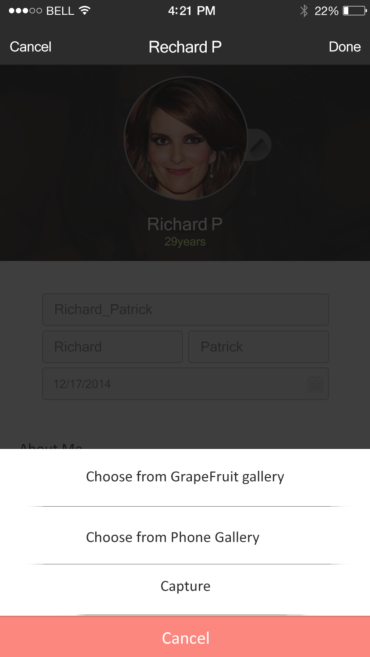 BELL 4:21 PM 22%
Cancel Rechard P Done
Richard P
29years
Richard_Patrick
Richard Patrick
12/17/2014
About Me
Choose from GrapeFruit gallery
Choose from Phone Gallery
Capture
Cancel